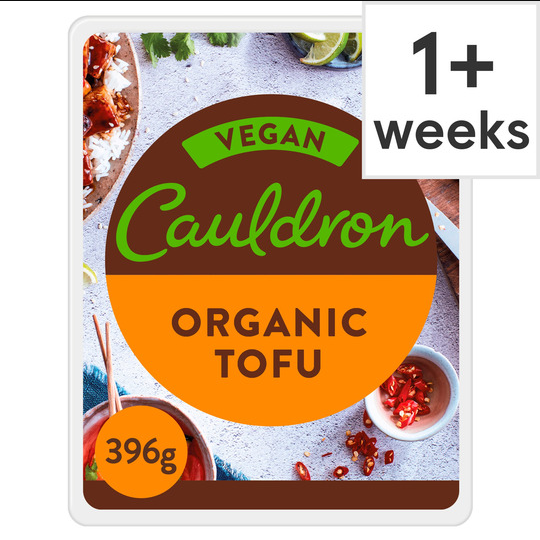 1+
weeks
VEGAN
Cauldron
ORGANIC
TOFU
396g